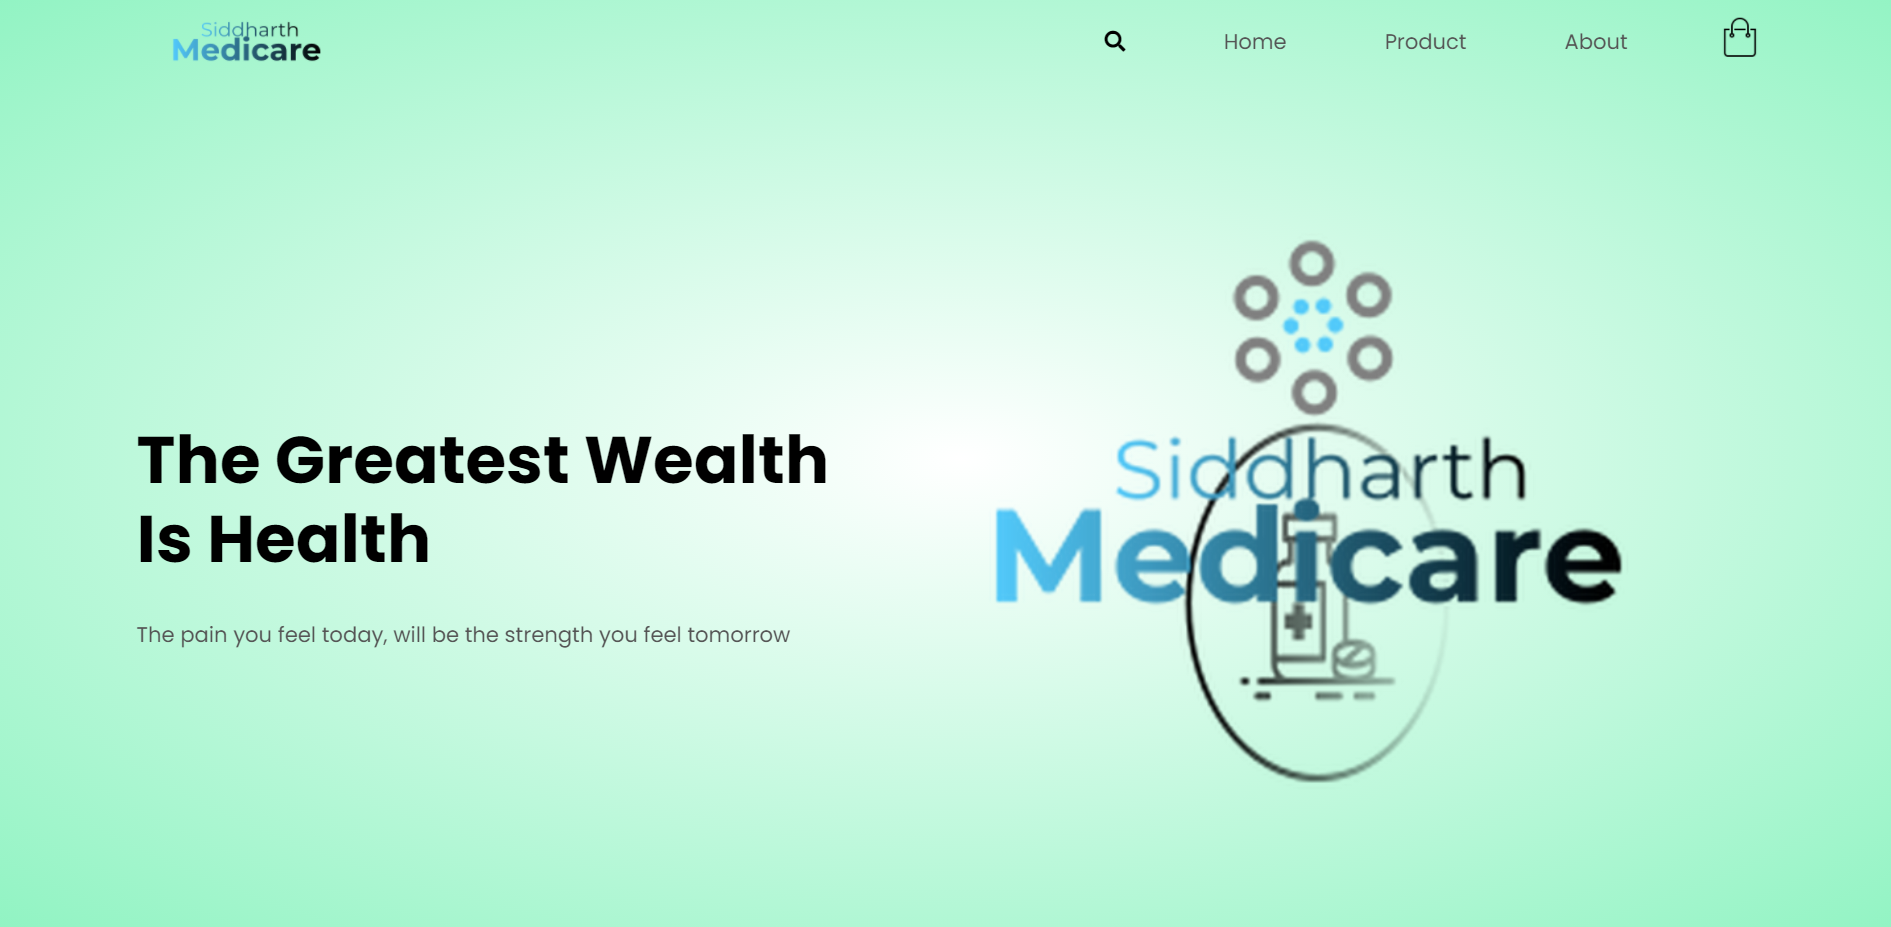 Siddharth
Medicare
Home
Product
About
The Greatest Wealth
Is Health
The pain you feel today, will be the strength you feel tomorrow
Siddharth
Medicare